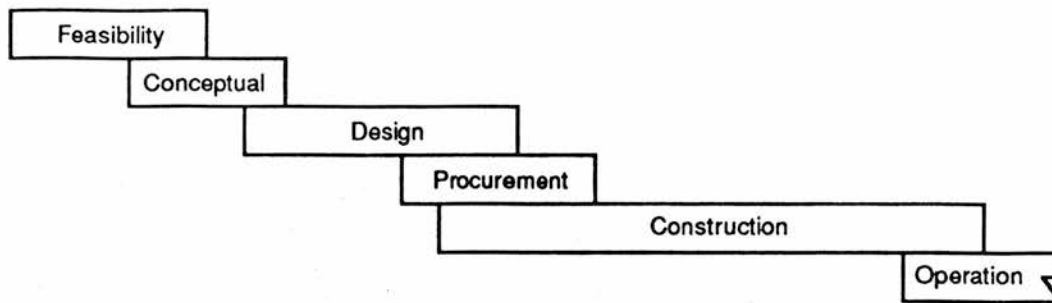 Feasibility
Conceptual
Design
Procurement
Construction
Operation